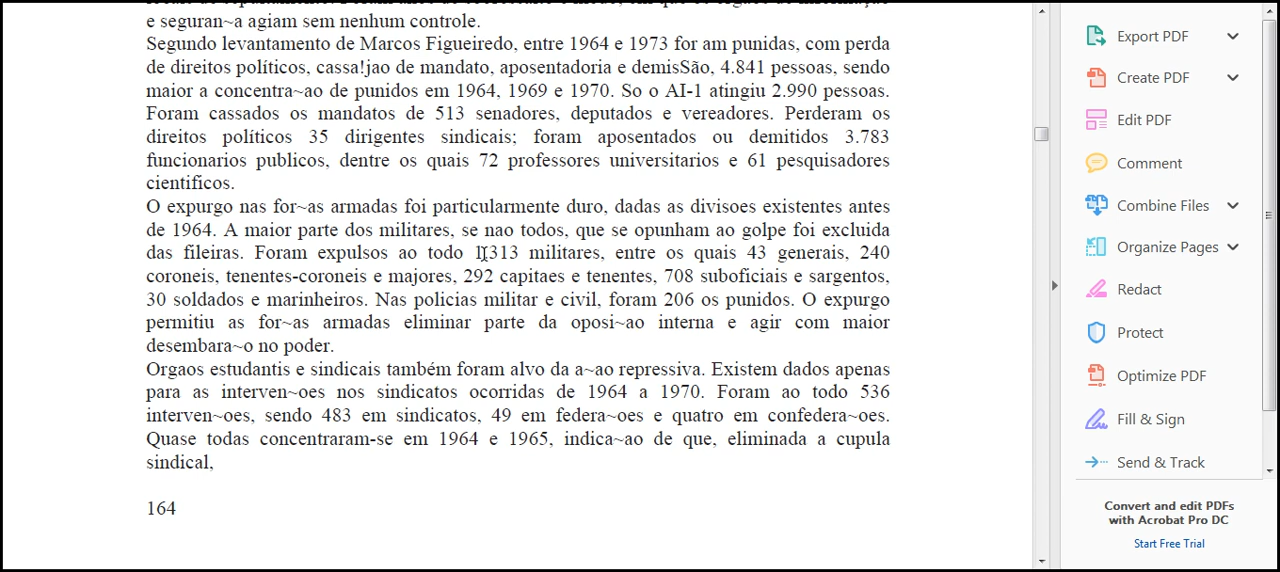 e seguran~a agiam sem nenhum controle.
Segundo levantamento de Marcos Figueiredo, entre 1964 e 1973 for am punidas, com perda
de direitos políticos, cassa!jao de mandato, aposentadoria e demisSão, 4.841 pessoas, sendo
maior a concentra~ao de punidos em 1964, 1969 e 1970. So o AI-1 atingiu 2.990 pessoas.
Foram cassados os mandatos de 513 senadores, deputados e vereadores. Perderam os
direitos políticos 35 dirigentes sindicais; foram aposentados ou demitidos 3.783
funcionarios publicos, dentre os quais 72 professores universitarios e 61 pesquisadores
cientificos.
O expurgo nas for~as armadas foi particularmente duro, dadas as divisoes existentes antes
de 1964. A maior parte dos militares, se nao todos, que se opunham ao golpe foi excluida
das fileiras. Foram expulsos ao todo 1.313 militares, entre os quais 43 generais, 240
coroneis, tenentes-coroneis e majores, 292 capitaes e tenentes, 708 suboficiais e sargentos,
30 soldados e marinheiros. Nas policias militar e civil, foram 206 os punidos. O expurgo
permitiu as for~as armadas eliminar parte da oposi~ao interna e agir com maior
desembara~o no poder.
Orgaos estudantis e sindicais também foram alvo da a~ao repressiva. Existem dados apenas
para as interven~oes nos sindicatos ocorridas de 1964 a 1970. Foram ao todo 536
interven~oes, sendo 483 em sindicatos, 49 em federa~oes e quatro em confedera~oes.
Quase todas concentraram-se em 1964 e 1965, indica~ao de que, eliminada a cupula
sindical,
164
Export PDF
Create PDF
Edit PDF
Comment
Combine Files
Organize Pages
Redact
Protect
Optimize PDF
Fill & Sign
Send & Track
Convert and edit PDFs
with Acrobat Pro DC
Start Free Trial